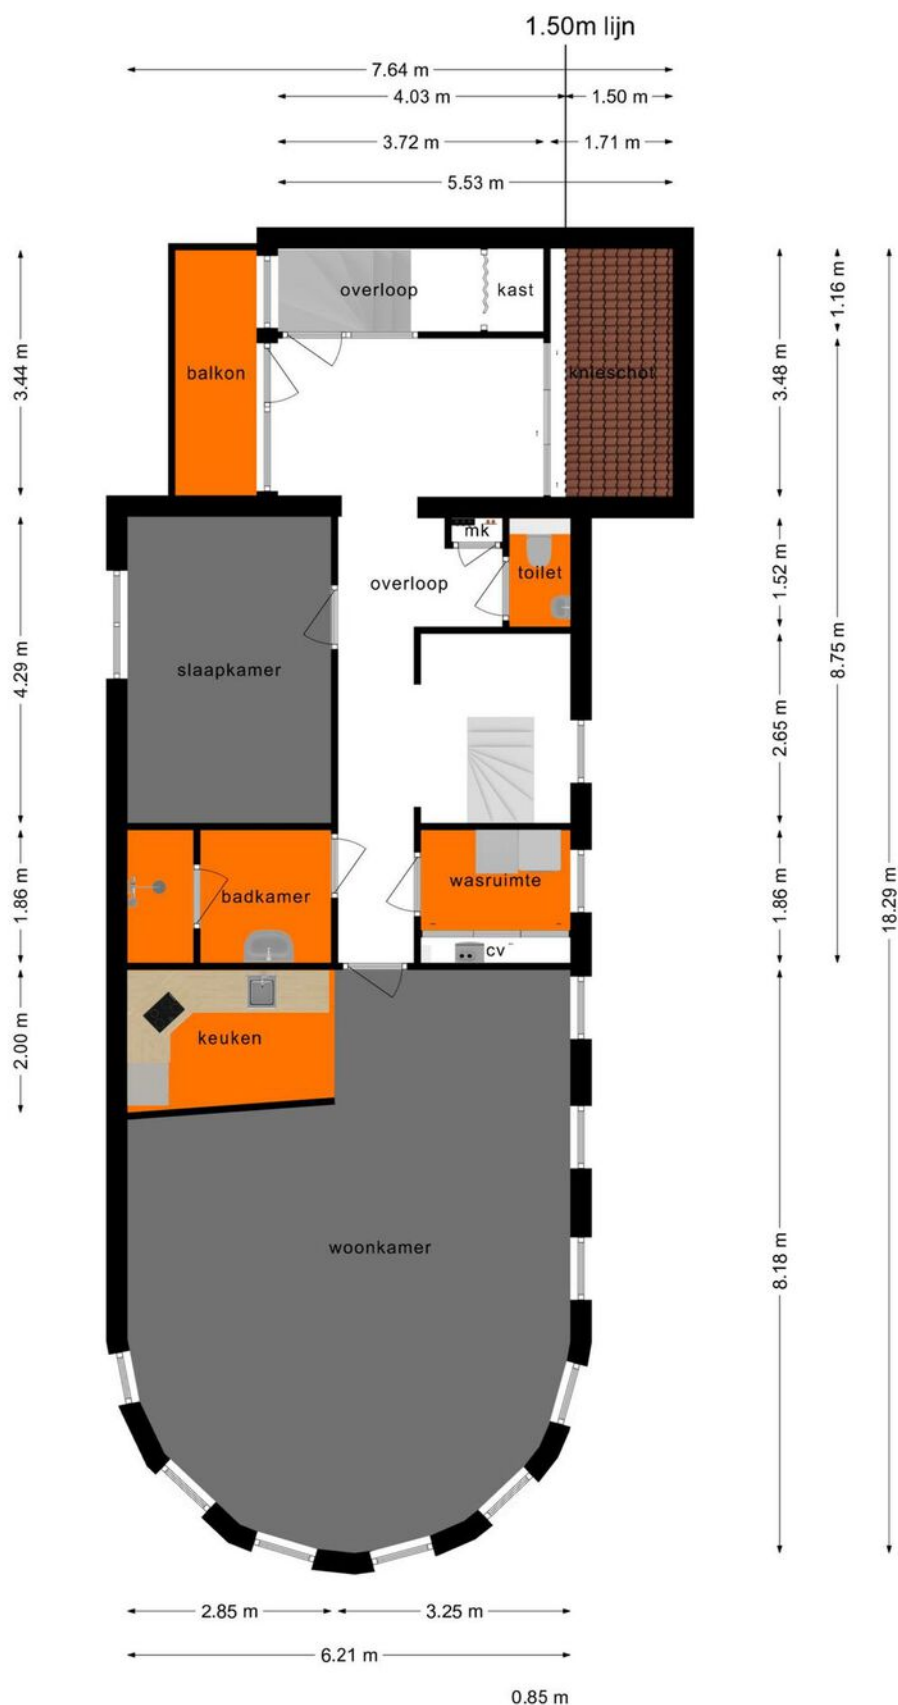 1.50m lijn
7.64 m
4.03 m
1.50 m
3.72 m
1.71 m
5.53 m
overloop
kast
balkon
knieschot
3.44 m
3.48 m
1.16 m
mk
toilet
overloop
slaapkamer
4.29 m
1.52 m
8.75 m
2.65 m
badkamer
wasruimte
cv
1.86 m
1.86 m
18.29 m
keuken
2.00 m
woonkamer
8.18 m
2.85 m
3.25 m
6.21 m
0.85 m